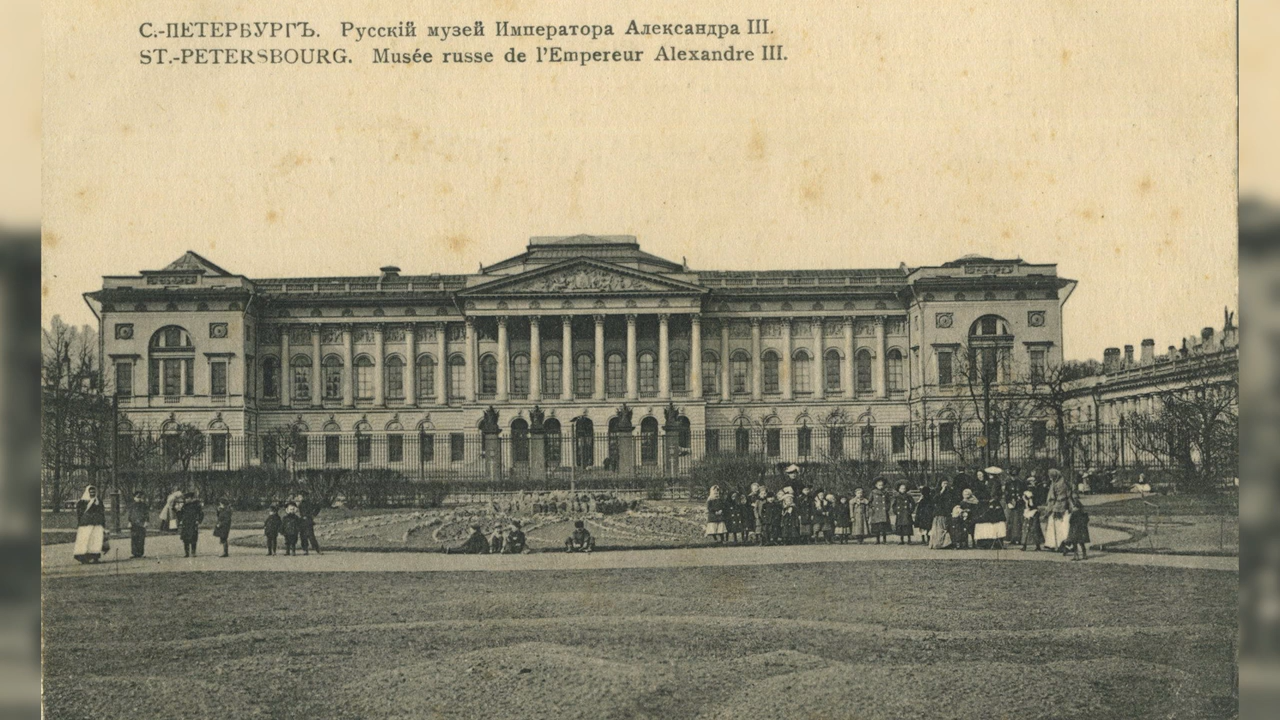 С.-ПЕТЕРБУРГЪ. Русскій музей Императора Александра III.
ST.-PETERSBOURG. Musée russe de l'Empereur Alexandre III.